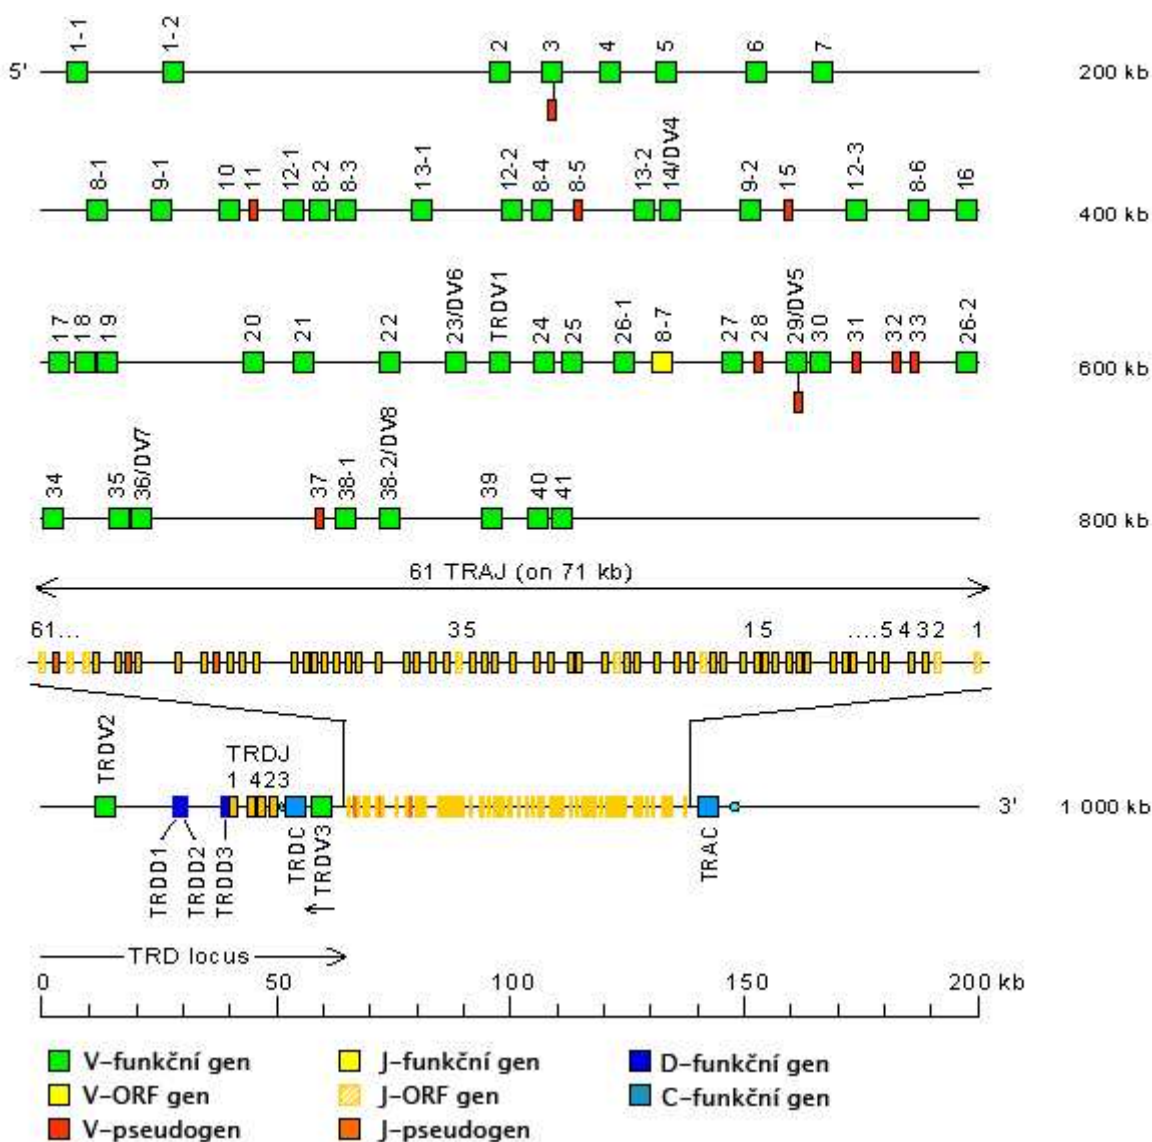 1-1 1-2 2 3 4 5 6 7
5' 200 kb
8-1 9-1 10 11 12-1 8-2 8-3 13-1 12-2 8-4 8-5 13-2 14/DV4 9-2 15 12-3 8-6 16
400 kb
17 18 19 20 21 22 23/DV6 TRDV1 24 25 26-1 8-7 27 28 29/DV5 30 31 32 33 26-2
600 kb
34 35 36/DV7 37 38-1 38-2/DV8 39 40 41
800 kb
61 TRAJ (on 71 kb)
61... 35 15 ....5 4 32 1
TRDV2
TRDJ
1 423
3' 1 000 kb
TRDD1 TRDD2 TRDD3 TRDC TRDV3 TRAC
TRD locus
0 50 100 150 200 kb
V-funkční gen J-funkční gen D-funkční gen
V-ORF gen J-ORF gen C-funkční gen
V-pseudogen J-pseudogen